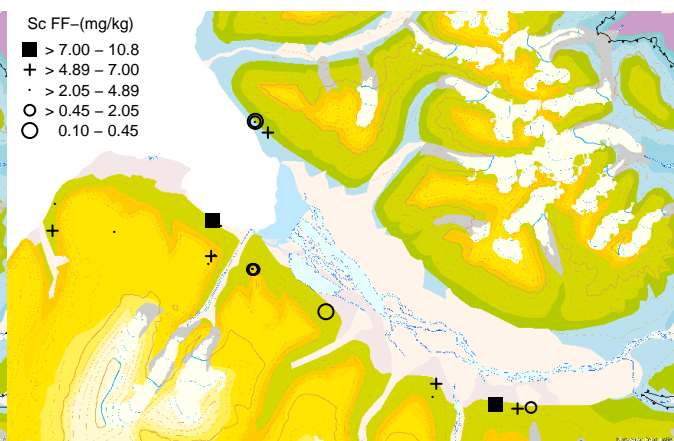 Sc FF−(mg/kg)
> 7.00 − 10.8
> 4.89 − 7.00
> 2.05 − 4.89
> 0.45 − 2.05
0.10 − 0.45